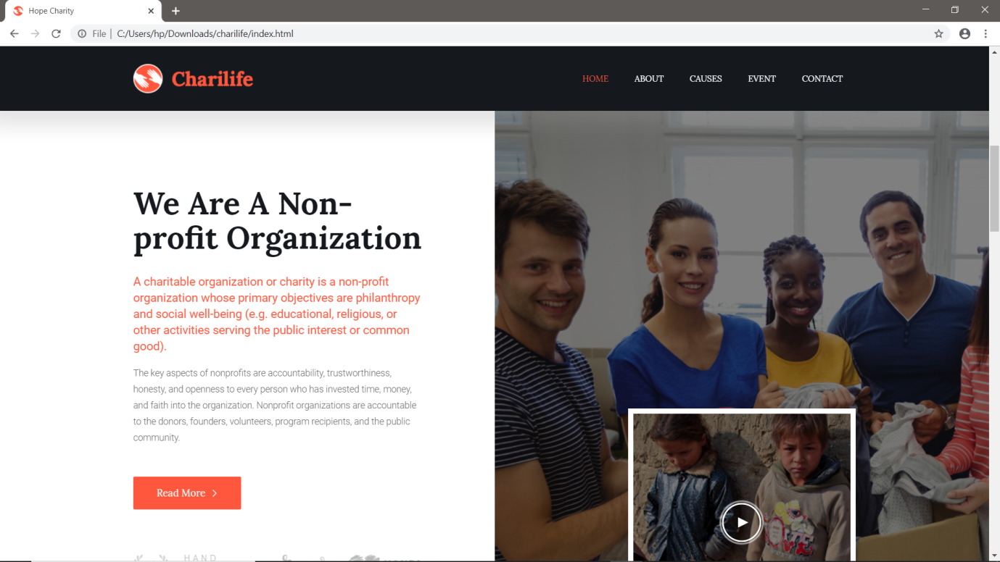 Hope Charity
File | C:/Users/hp/Downloads/charilife/index.html
Charilife
HOME ABOUT CAUSES EVENT CONTACT
We Are A Non-
profit Organization
A charitable organization or charity is a non-profit
organization whose primary objectives are philanthropy
and social well-being (e.g. educational, religious, or
other activities serving the public interest or common
good).
The key aspects of nonprofits are accountability, trustworthiness,
honesty, and openness to every person who has invested time, money,
and faith into the organization. Nonprofit organizations are accountable
to the donors, founders, volunteers, program recipients, and the public
community.
Read More
HAND